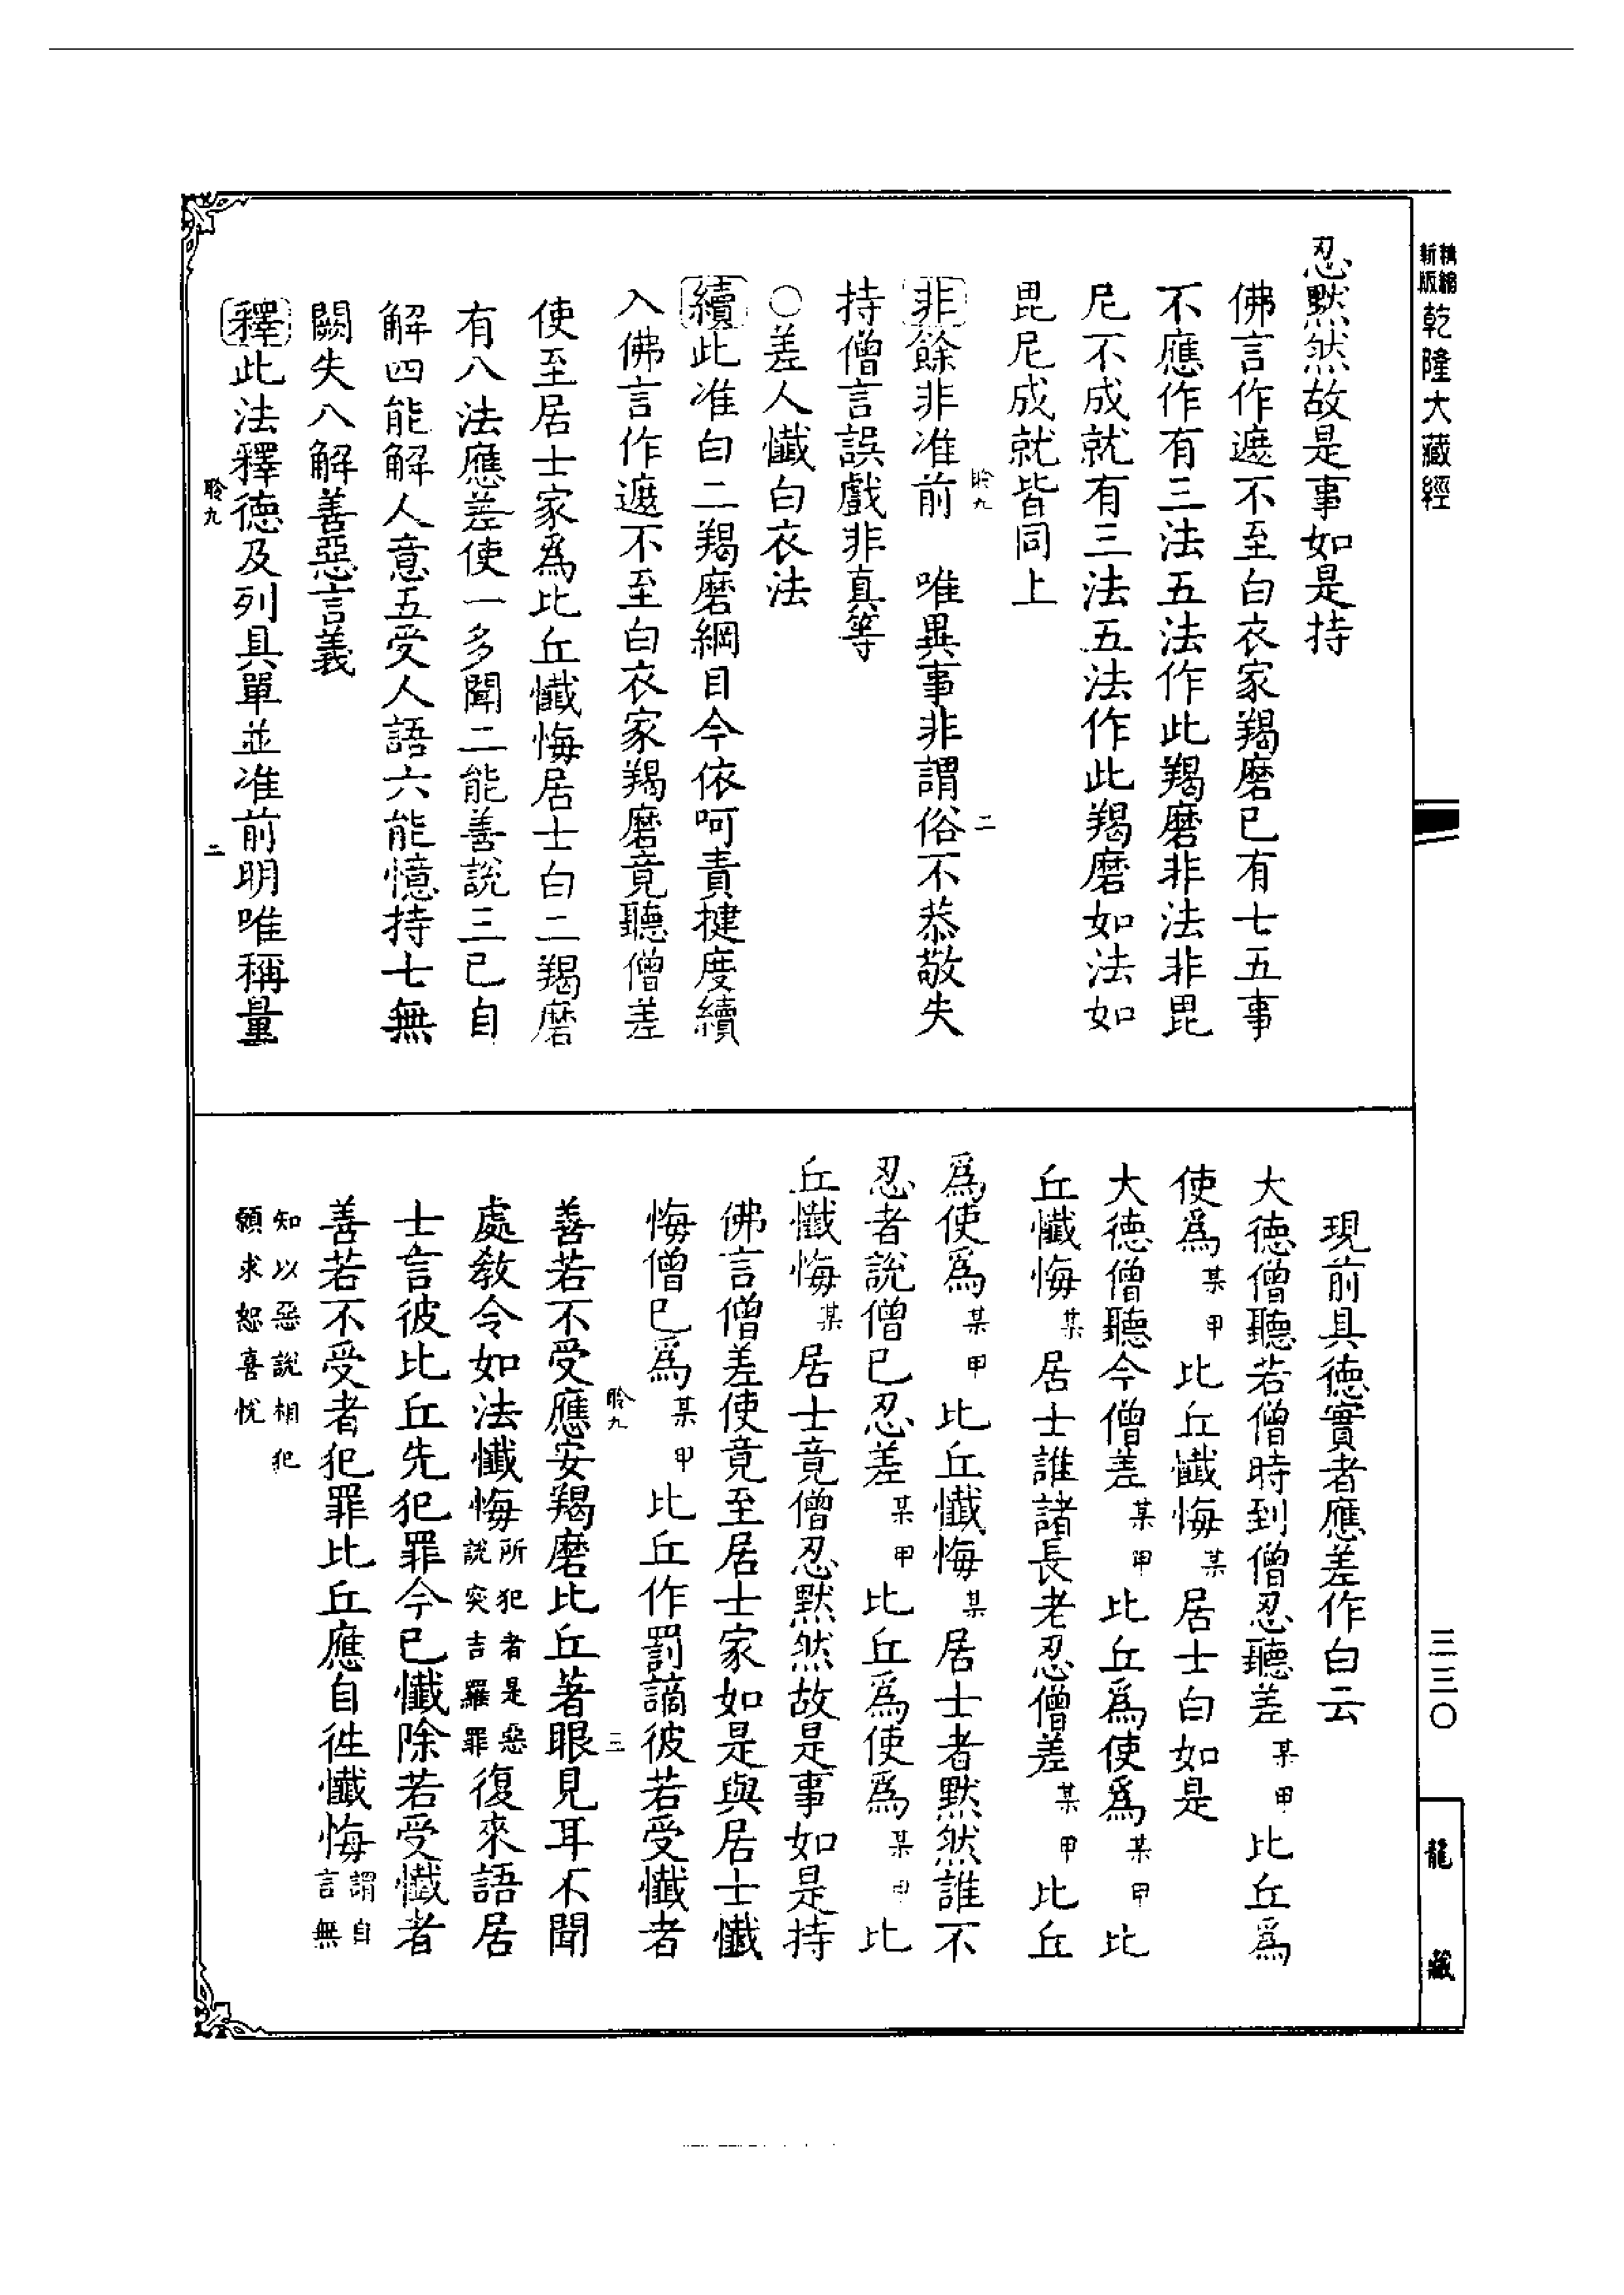 精縮
新版
乾隆大藏經
三三〇
龍藏
忍默然故是事如是持
佛言作遮不至白衣家羯磨已有七五事
不應作有三法五法作此羯磨非法非毘
尼不成就有三法五法作此羯磨如法如
毘尼成就皆同上
聆九
二
非餘非准前　唯異事非謂俗不恭敬失
持僧言誤戲非真等
〇差人懺白衣法
續此准白二羯磨綱目今依呵責揵度續
入佛言作遮不至白衣家羯磨竟聽僧差
使至居士家爲比丘懺悔居士白二羯磨
有八法應差使一多聞二能善說三已自
解四能解人意五受人語六能憶持七無
闕失八解善惡言義
釋此法釋德及列具單並准前明唯稱量
聆九
二
現前具德實者應差作白云
大德僧聽若僧時到僧忍聽差某甲比丘爲
使爲某甲比丘懺悔某居士白如是
大德僧聽今僧差某甲比丘爲使爲某甲比
丘懺悔某居士誰諸長老忍僧差某甲比丘
爲使爲某甲比丘懺悔某居士者默然誰不
忍者說僧已忍差某甲比丘爲使爲某甲比
丘懺悔某居士竟僧忍默然故是事如是持
佛言僧差使竟至居士家如是與居士懺
悔僧已爲某甲比丘作罰謫彼若受懺者
聆九
三
善若不受應安羯磨比丘著眼見耳不聞
處敎令如法懺悔所犯者是惡說突吉羅罪復來語居
士言彼比丘先犯罪今已懺除若受懺者
善若不受者犯罪比丘應自徃懺悔謂自言無
知以惡說相犯
願求恕喜忱